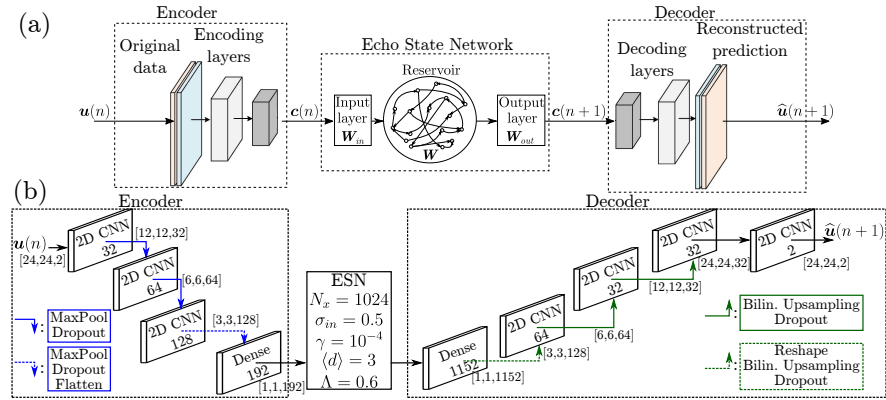 (a)
Encoder
Original data
Encoding layers
u(n)
c(n)
Echo State Network
Input layer W_in
Reservoir
W
Output layer W_out
c(n+1)
Decoder
Decoding layers
Reconstructed prediction
û(n+1)
(b)
Encoder
u(n)
[24,24,2]
2D CNN 32
[12,12,32]
2D CNN 64
[6,6,64]
2D CNN 128
[3,3,128]
Dense 192
[1,1,192]
: MaxPool Dropout
: MaxPool Dropout Flatten
ESN
N_x = 1024
σ_in = 0.5
γ = 10^-4
⟨d⟩ = 3
Λ = 0.6
Decoder
Dense 1152
[1,1,1152]
2D CNN 64
[3,3,128]
2D CNN 32
[6,6,64]
2D CNN 32
[12,12,32]
[24,24,32]
2D CNN 2
û(n+1)
[24,24,2]
: Bilin. Upsampling Dropout
: Reshape Bilin. Upsampling Dropout